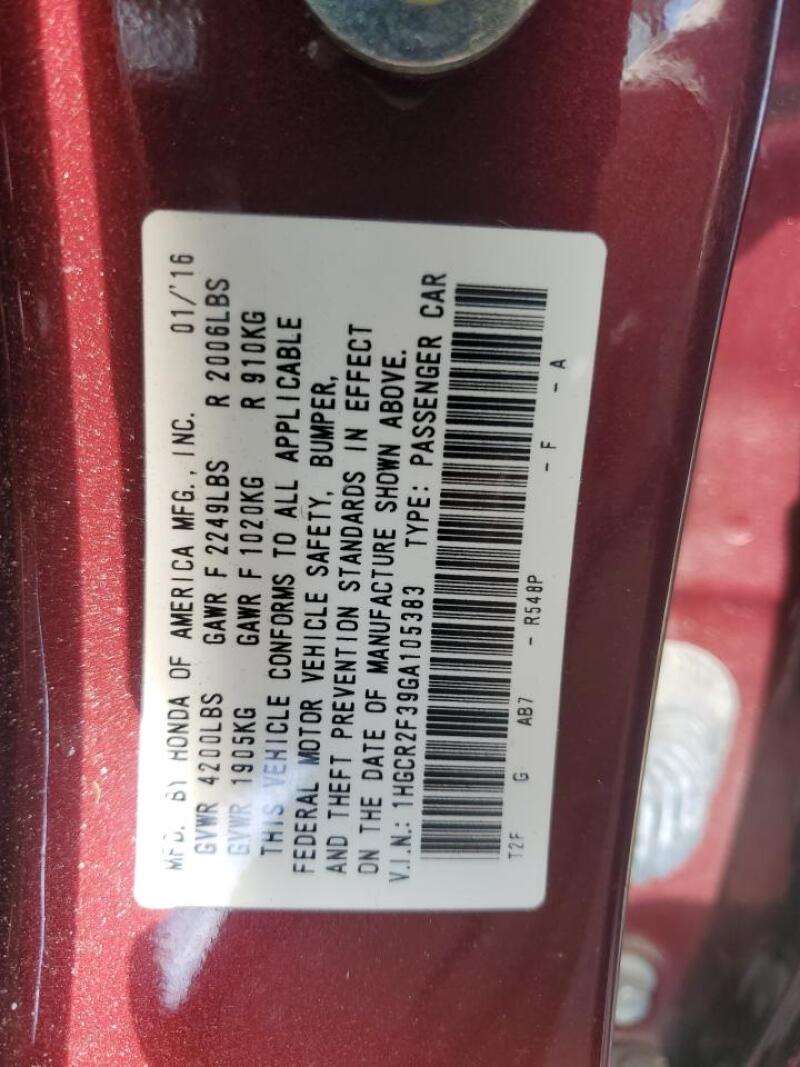 MFD. BY HONDA OF AMERICA MFG., INC. 01/'16
GVWR 4200LBS GAWR F 2249LBS R 2006LBS
GVWR 1905KG GAWR F 1020KG R 910KG
THIS VEHICLE CONFORMS TO ALL APPLICABLE
FEDERAL MOTOR VEHICLE SAFETY, BUMPER,
AND THEFT PREVENTION STANDARDS IN EFFECT
ON THE DATE OF MANUFACTURE SHOWN ABOVE.
V.I.N.: 1HGCR2F39GA105383 TYPE: PASSENGER CAR
T2F G AB7 - R548P - F - A